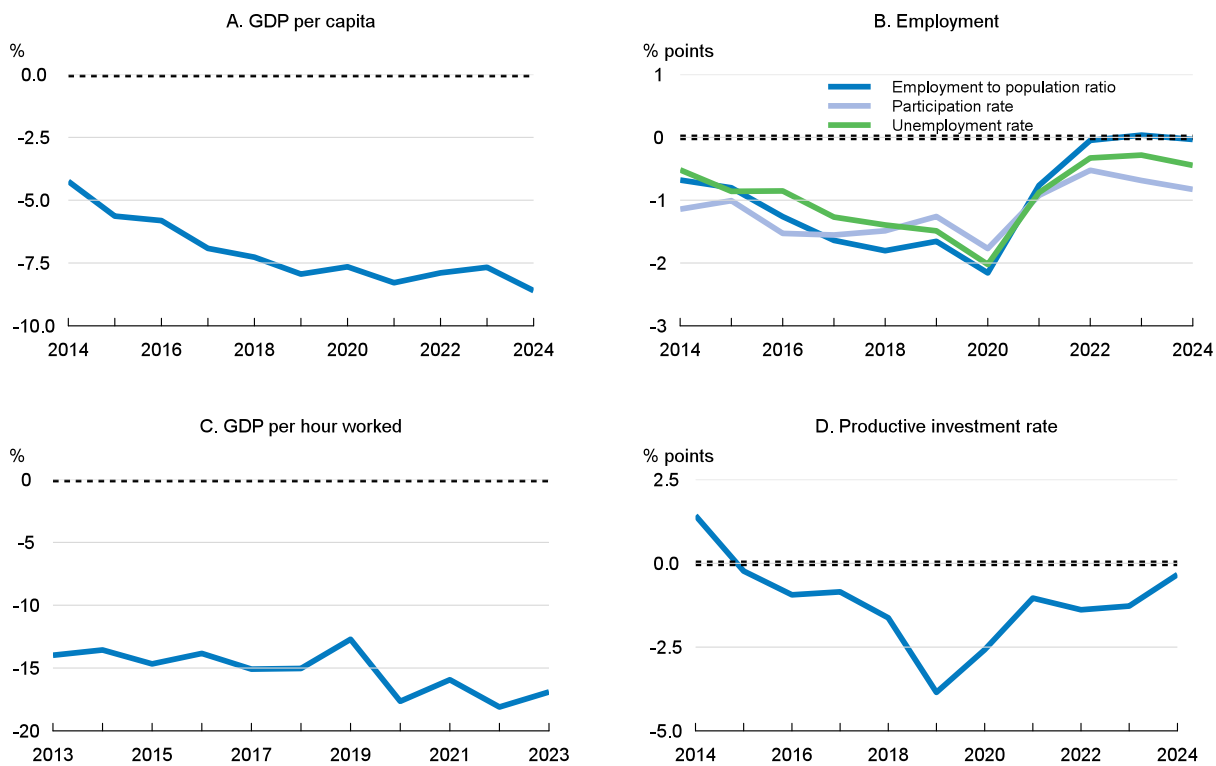 A. GDP per capita
%
0.0
-2.5
-5.0
-7.5
-10.0
2014 2016 2018 2020 2022 2024
B. Employment
% points
1
0
-1
-2
-3
Employment to population ratio
Participation rate
Unemployment rate
2014 2016 2018 2020 2022 2024
C. GDP per hour worked
%
0
-5
-10
-15
-20
2013 2015 2017 2019 2021 2023
D. Productive investment rate
% points
2.5
0.0
-2.5
-5.0
2014 2016 2018 2020 2022 2024